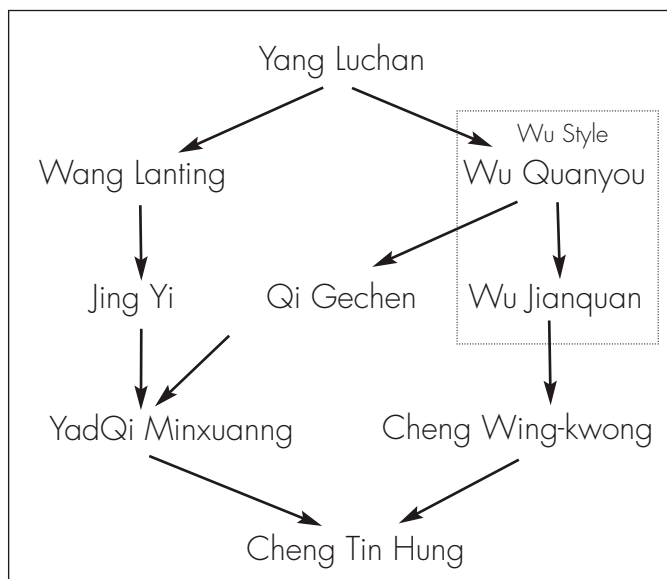 Yang Luchan
Wu Style
Wang Lanting
Wu Quanyou
Jing Yi
Qi Gechen
Wu Jianquan
YadQi Minxuanng
Cheng Wing-kwong
Cheng Tin Hung